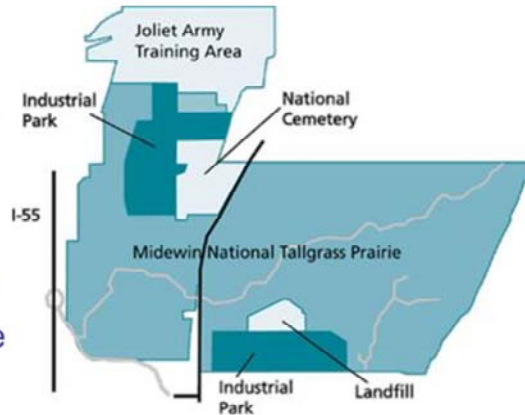 Joliet Army
Training Area
Industrial
Park
National
Cemetery
I-55
Midewin National Tallgrass Prairie
e
Industrial
Park
Landfill